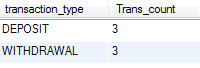 transaction_type Trans_count
DEPOSIT 3
WITHDRAWAL 3